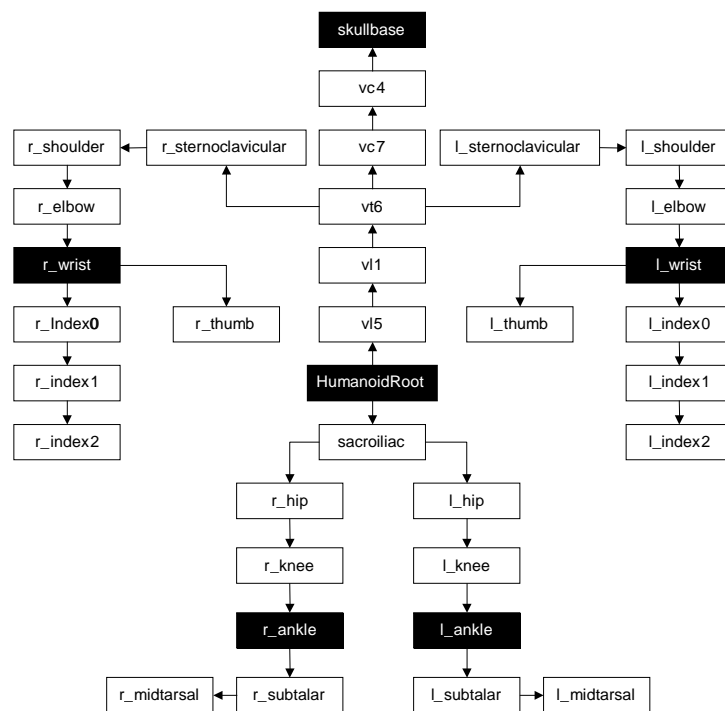 skullbase
vc4
r_shoulder
r_sternoclavicular
vc7
l_sternoclavicular
l_shoulder
r_elbow
vt6
l_elbow
r_wrist
vl1
l_wrist
r_Index0
r_thumb
vl5
l_thumb
l_index0
r_index1
HumanoidRoot
l_index1
r_index2
sacroiliac
l_index2
r_hip
l_hip
r_knee
l_knee
r_ankle
l_ankle
r_midtarsal
r_subtalar
l_subtalar
l_midtarsal